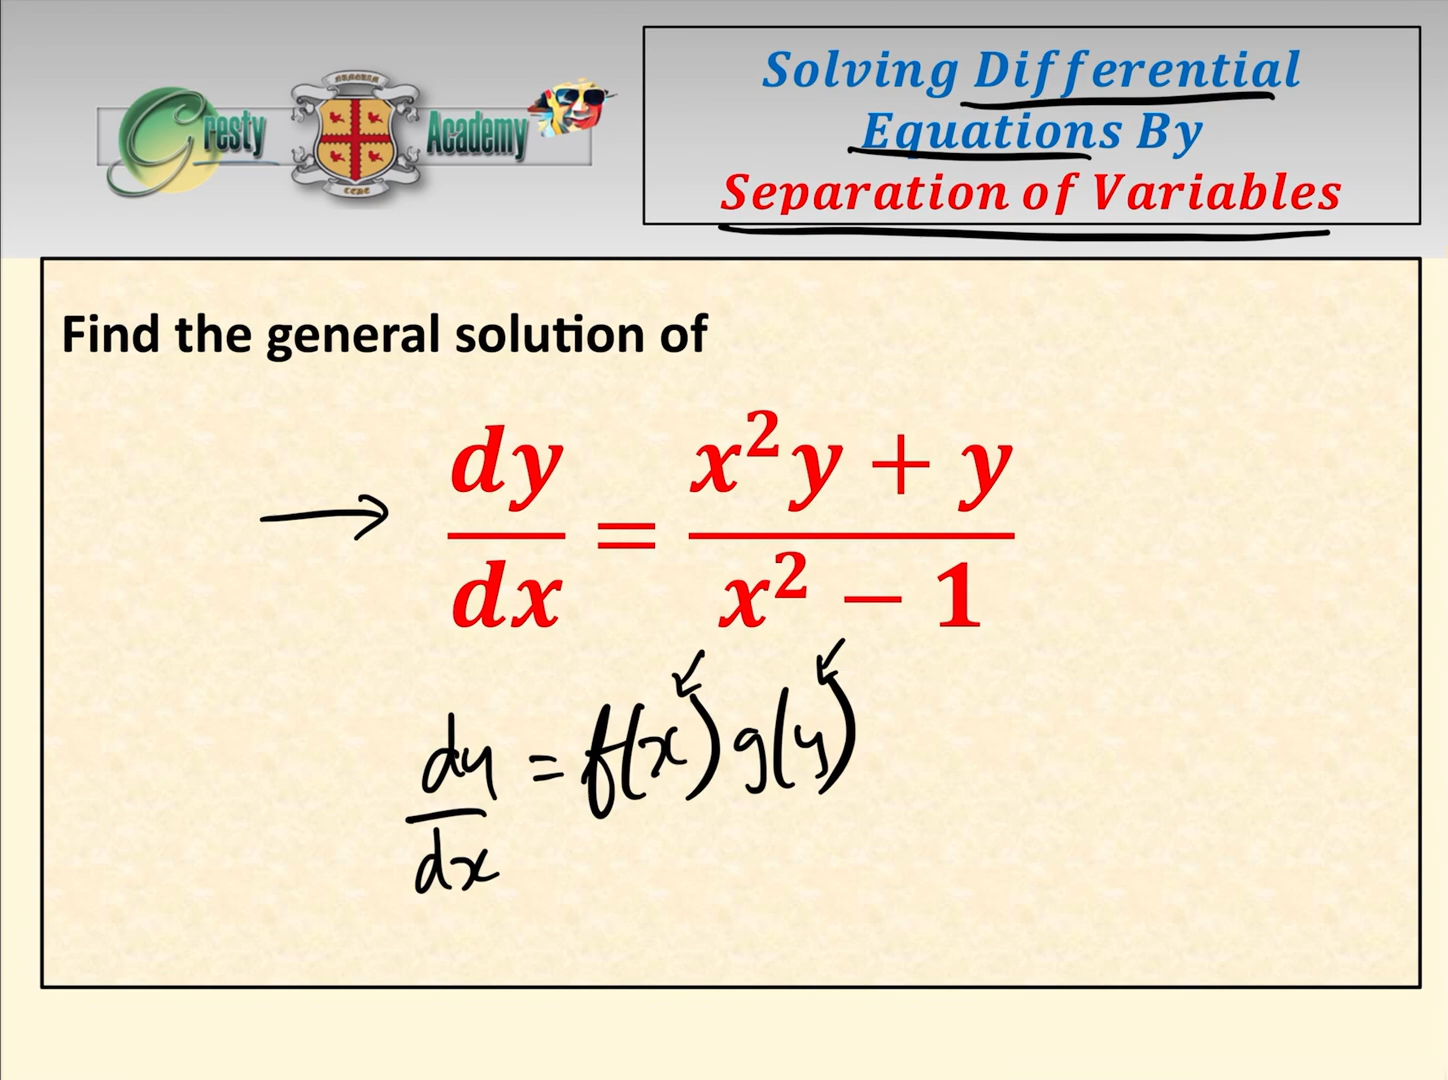 Gresty Academy
CEDE
Solving Differential
Equations By
Separation of Variables
Find the general solution of
dy/dx = (x²y + y)/(x² − 1)
dy/dx = f(x) g(y)